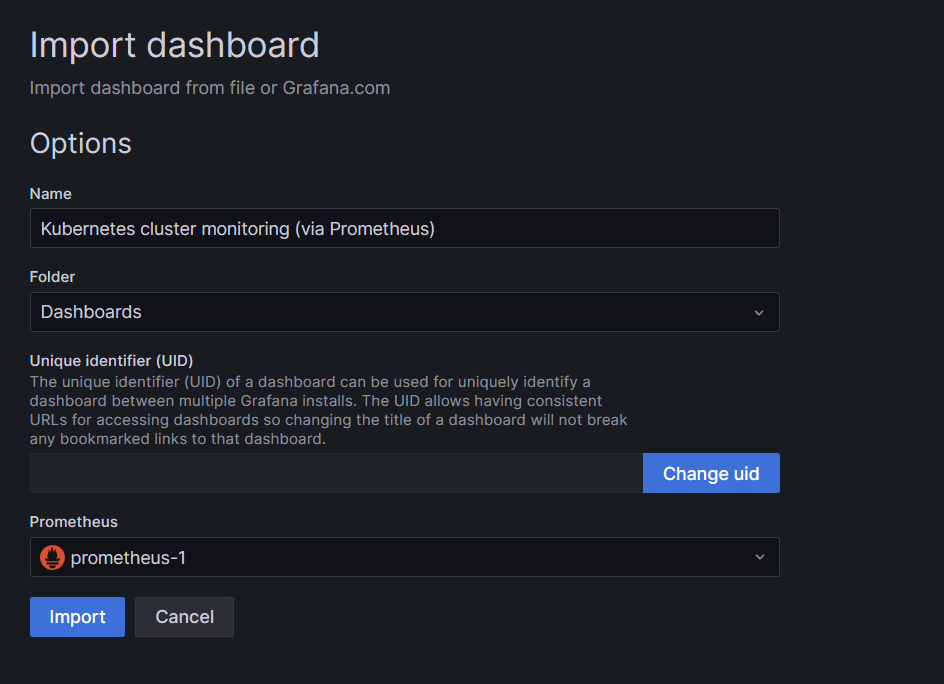 Import dashboard
Import dashboard from file or Grafana.com
Options
Name
Kubernetes cluster monitoring (via Prometheus)
Folder
Dashboards
Unique identifier (UID)
The unique identifier (UID) of a dashboard can be used for uniquely identify a
dashboard between multiple Grafana installs. The UID allows having consistent
URLs for accessing dashboards so changing the title of a dashboard will not break
any bookmarked links to that dashboard.
Change uid
Prometheus
prometheus-1
Import Cancel